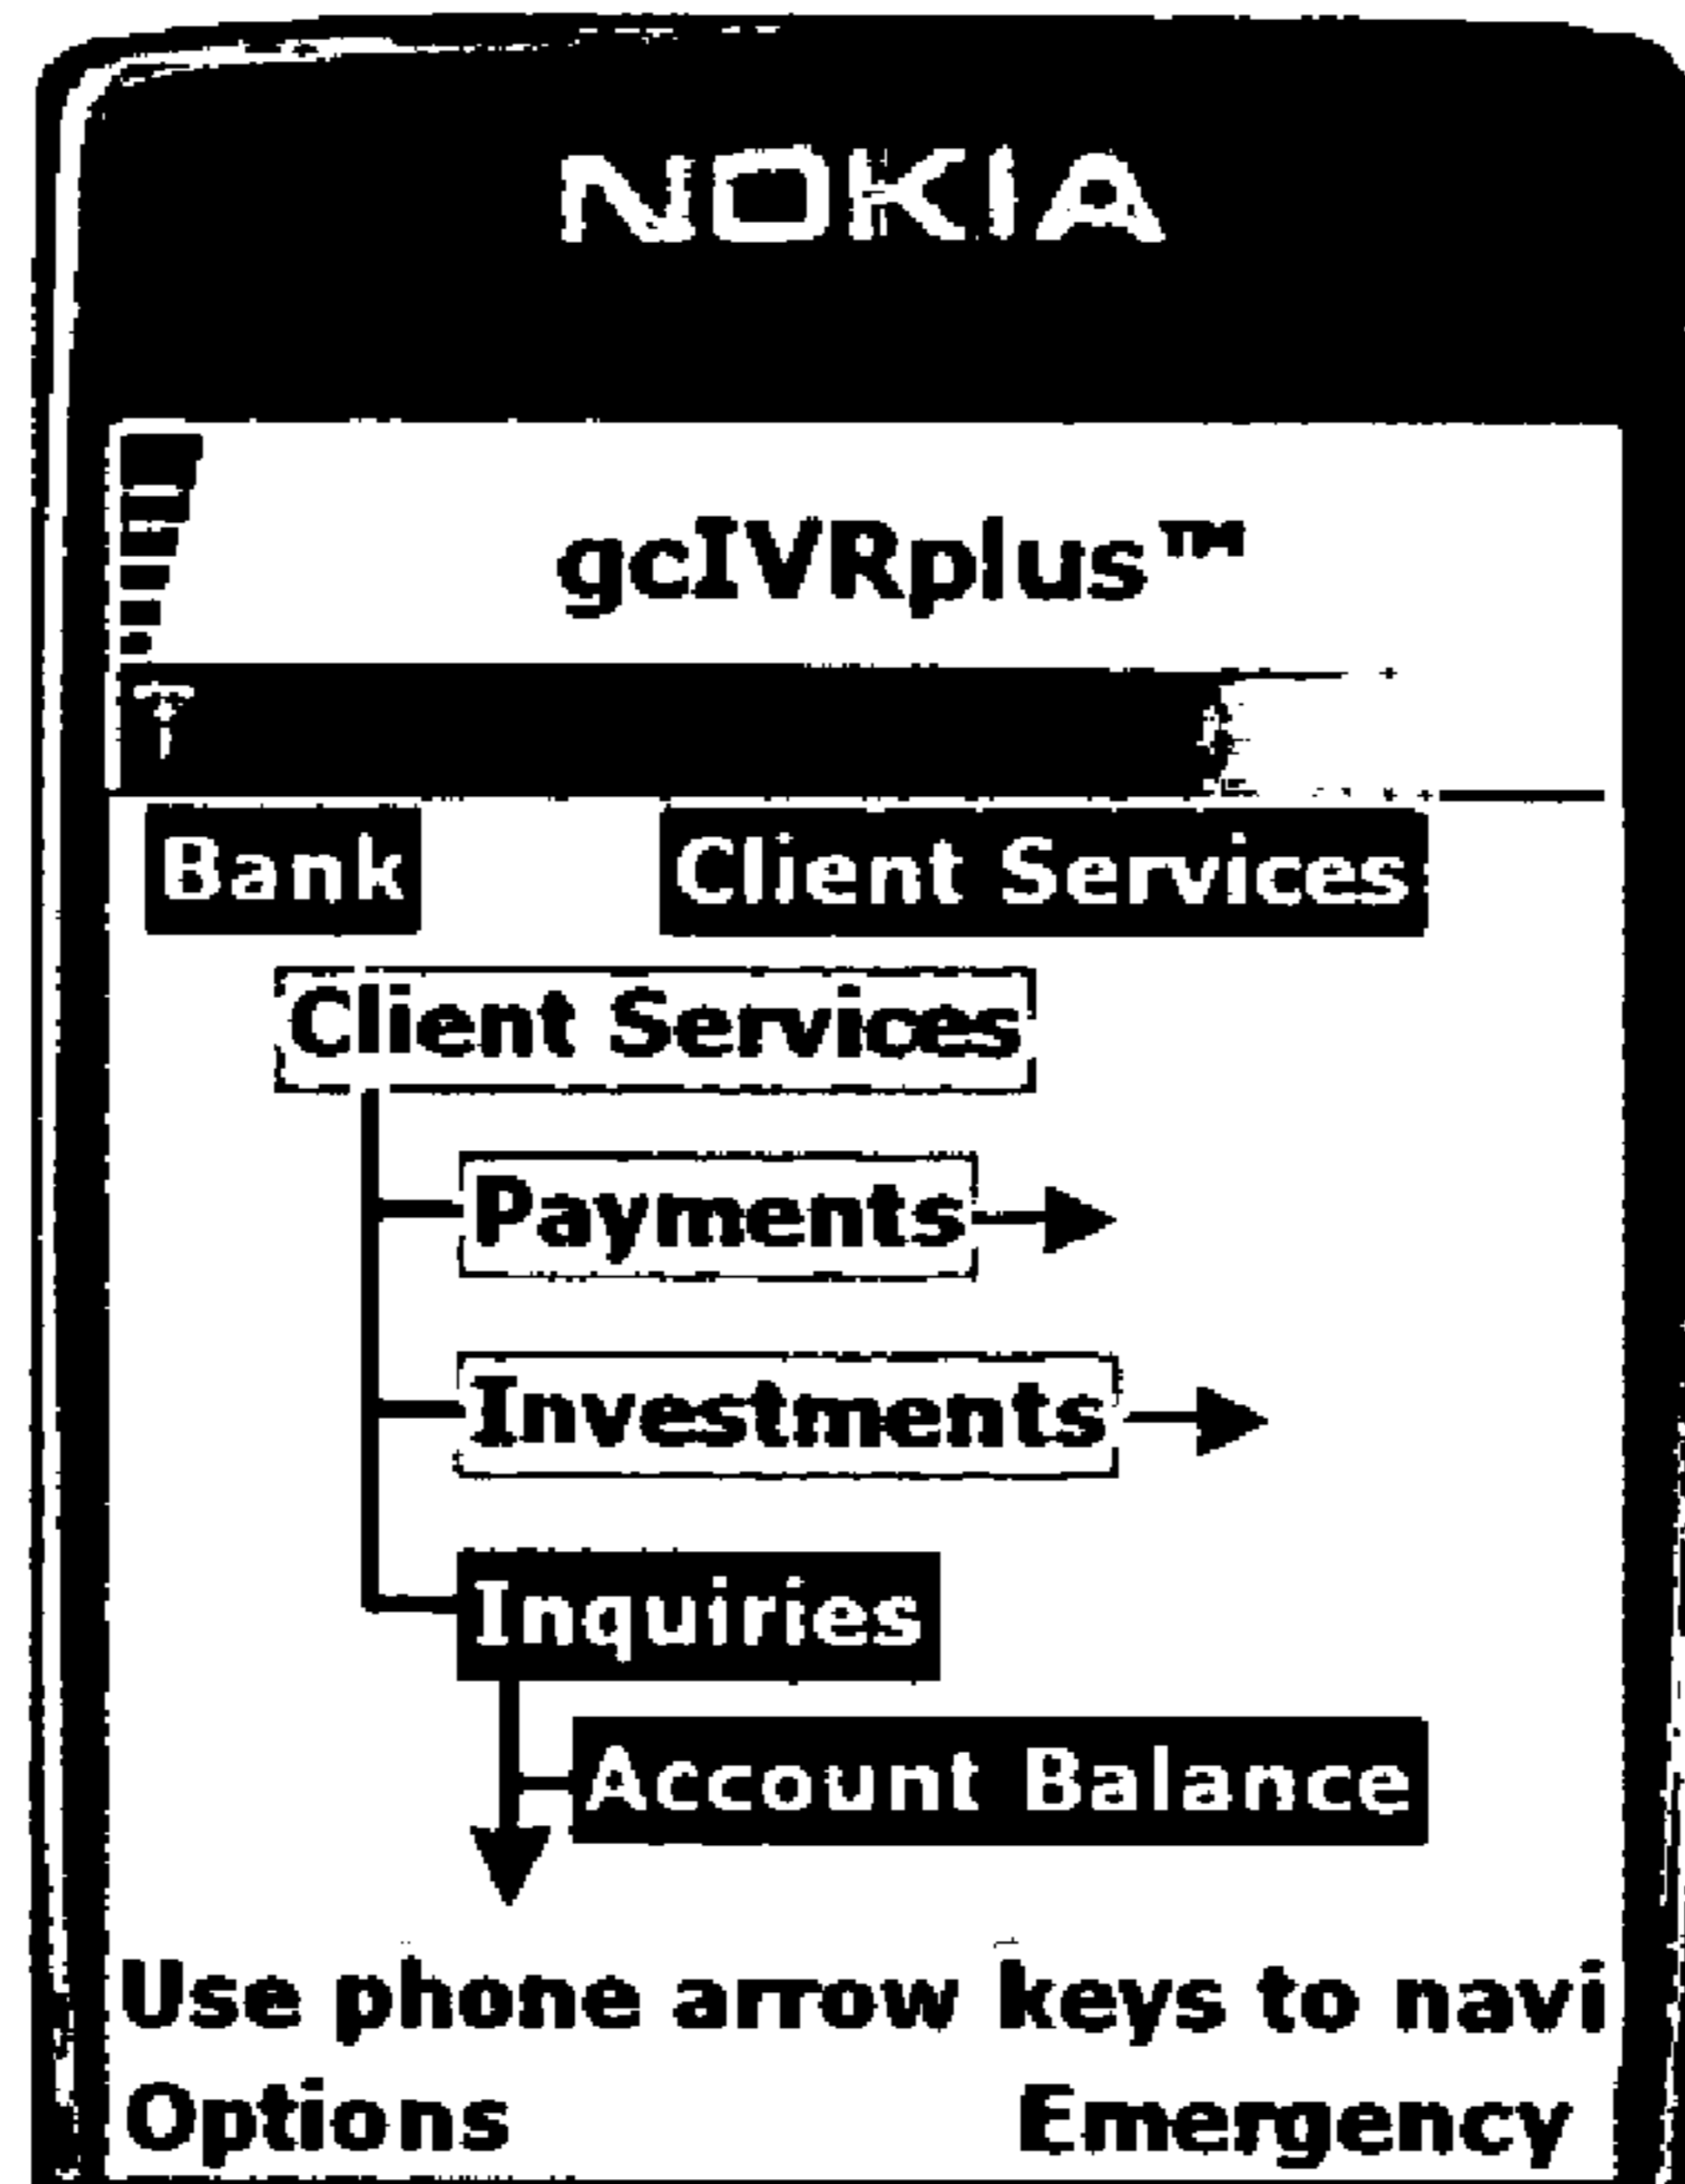 NOKIA
gcIVRplus™
Bank Client Services
Client Services
Payments
Investments
Inquiries
Account Balance
Use phone arrow keys to navi
Options Emergency